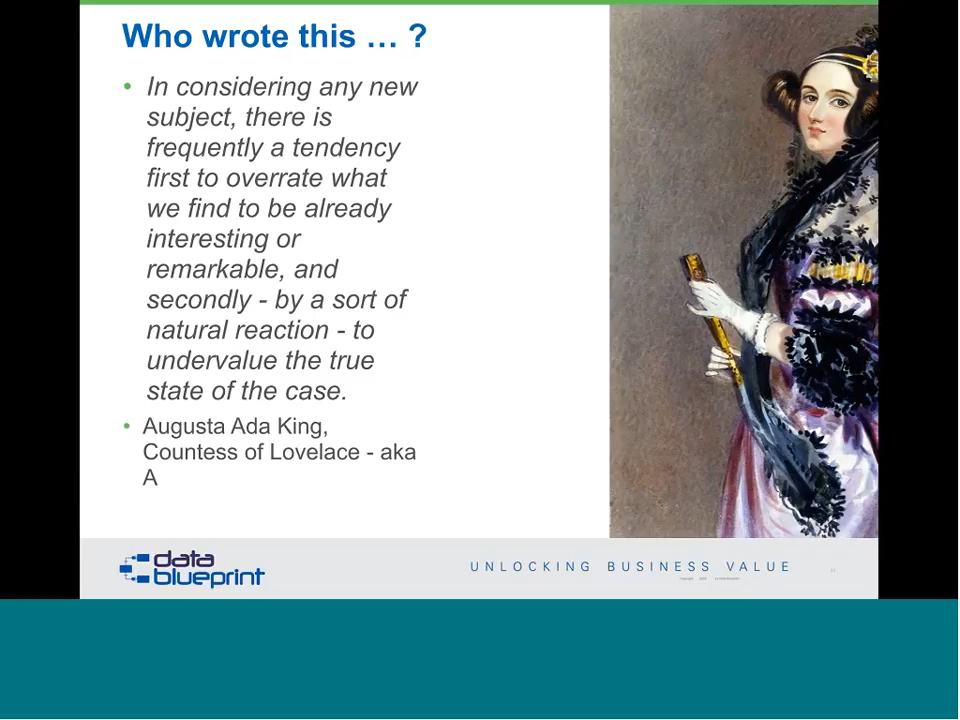 Who wrote this … ?
• In considering any new
subject, there is
frequently a tendency
first to overrate what
we find to be already
interesting or
remarkable, and
secondly - by a sort of
natural reaction - to
undervalue the true
state of the case.
• Augusta Ada King,
Countess of Lovelace - aka
A
data
blueprint
UNLOCKING BUSINESS VALUE